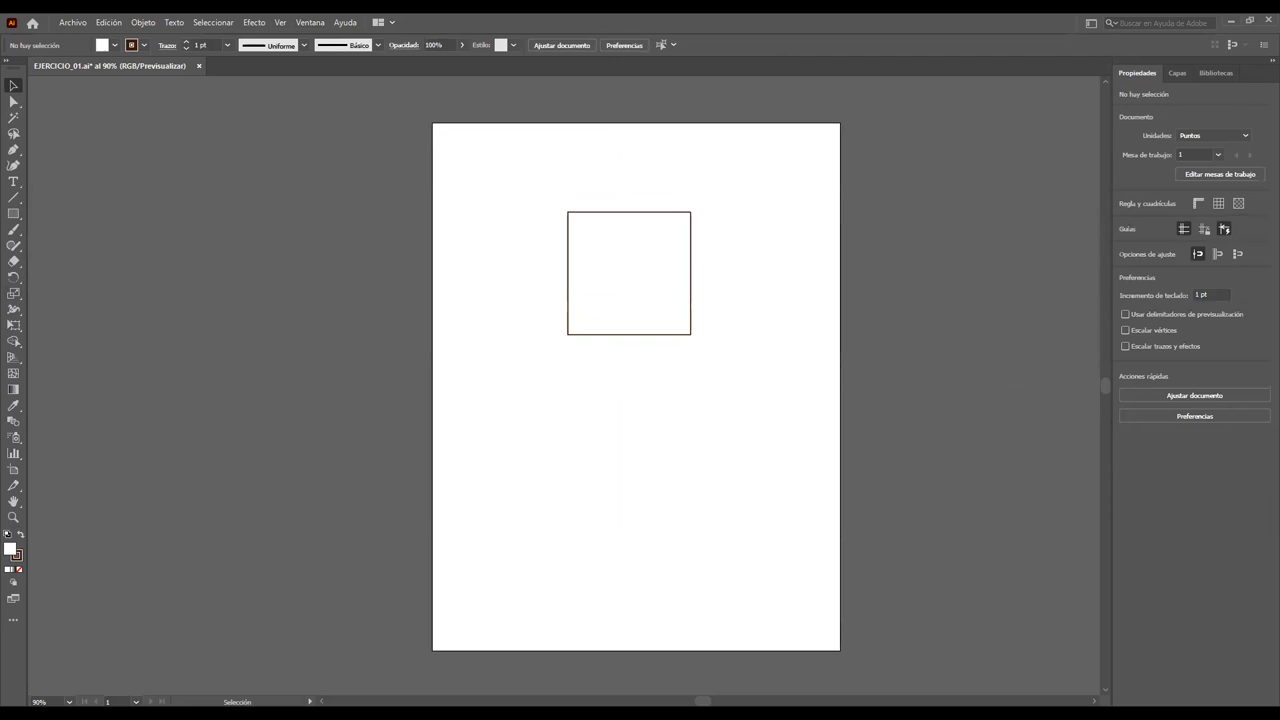 Ai Archivo Edición Objeto Texto Seleccionar Efecto Ver Ventana Ayuda Buscar en Ayuda de Adobe
No hay selección Trazo: 1 pt Uniforme Básico Opacidad: 100% Estilo: Ajustar documento Preferencias
EJERCICIO_01.ai* al 90% (RGB/Previsualizar) ×
Propiedades Capas Bibliotecas
No hay selección
Documento
Unidades: Puntos
Mesa de trabajo: 1
Editar mesas de trabajo
Regla y cuadrículas
Guías
Opciones de ajuste
Preferencias
Incremento de teclado: 1 pt
Usar delimitadores de previsualización
Escalar vértices
Escalar trazos y efectos
Acciones rápidas
Ajustar documento
Preferencias
90% 1 Selección